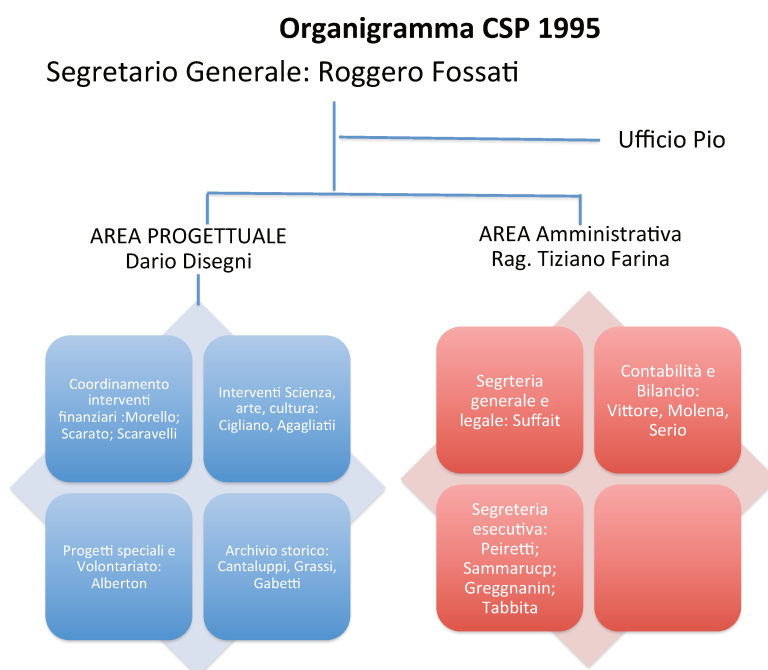 Organigramma CSP 1995
Segretario Generale: Roggero Fossati
Ufficio Pio
AREA PROGETTUALE
Dario Disegni
AREA Amministrativa
Rag. Tiziano Farina
Coordinamento
interventi
finanziari :Morello;
Scarato; Scaravelli
Interventi Scienza,
arte, cultura:
Cigliano, Agagliatii
Progetti speciali e
Volontariato:
Alberton
Archivio storico:
Cantaluppi, Grassi,
Gabetti
Segrteria
generale e
legale: Suffait
Contabilità e
Bilancio:
Vittore, Molena,
Serio
Segreteria
esecutiva:
Peiretti;
Sammarucp;
Greggnanin;
Tabbita